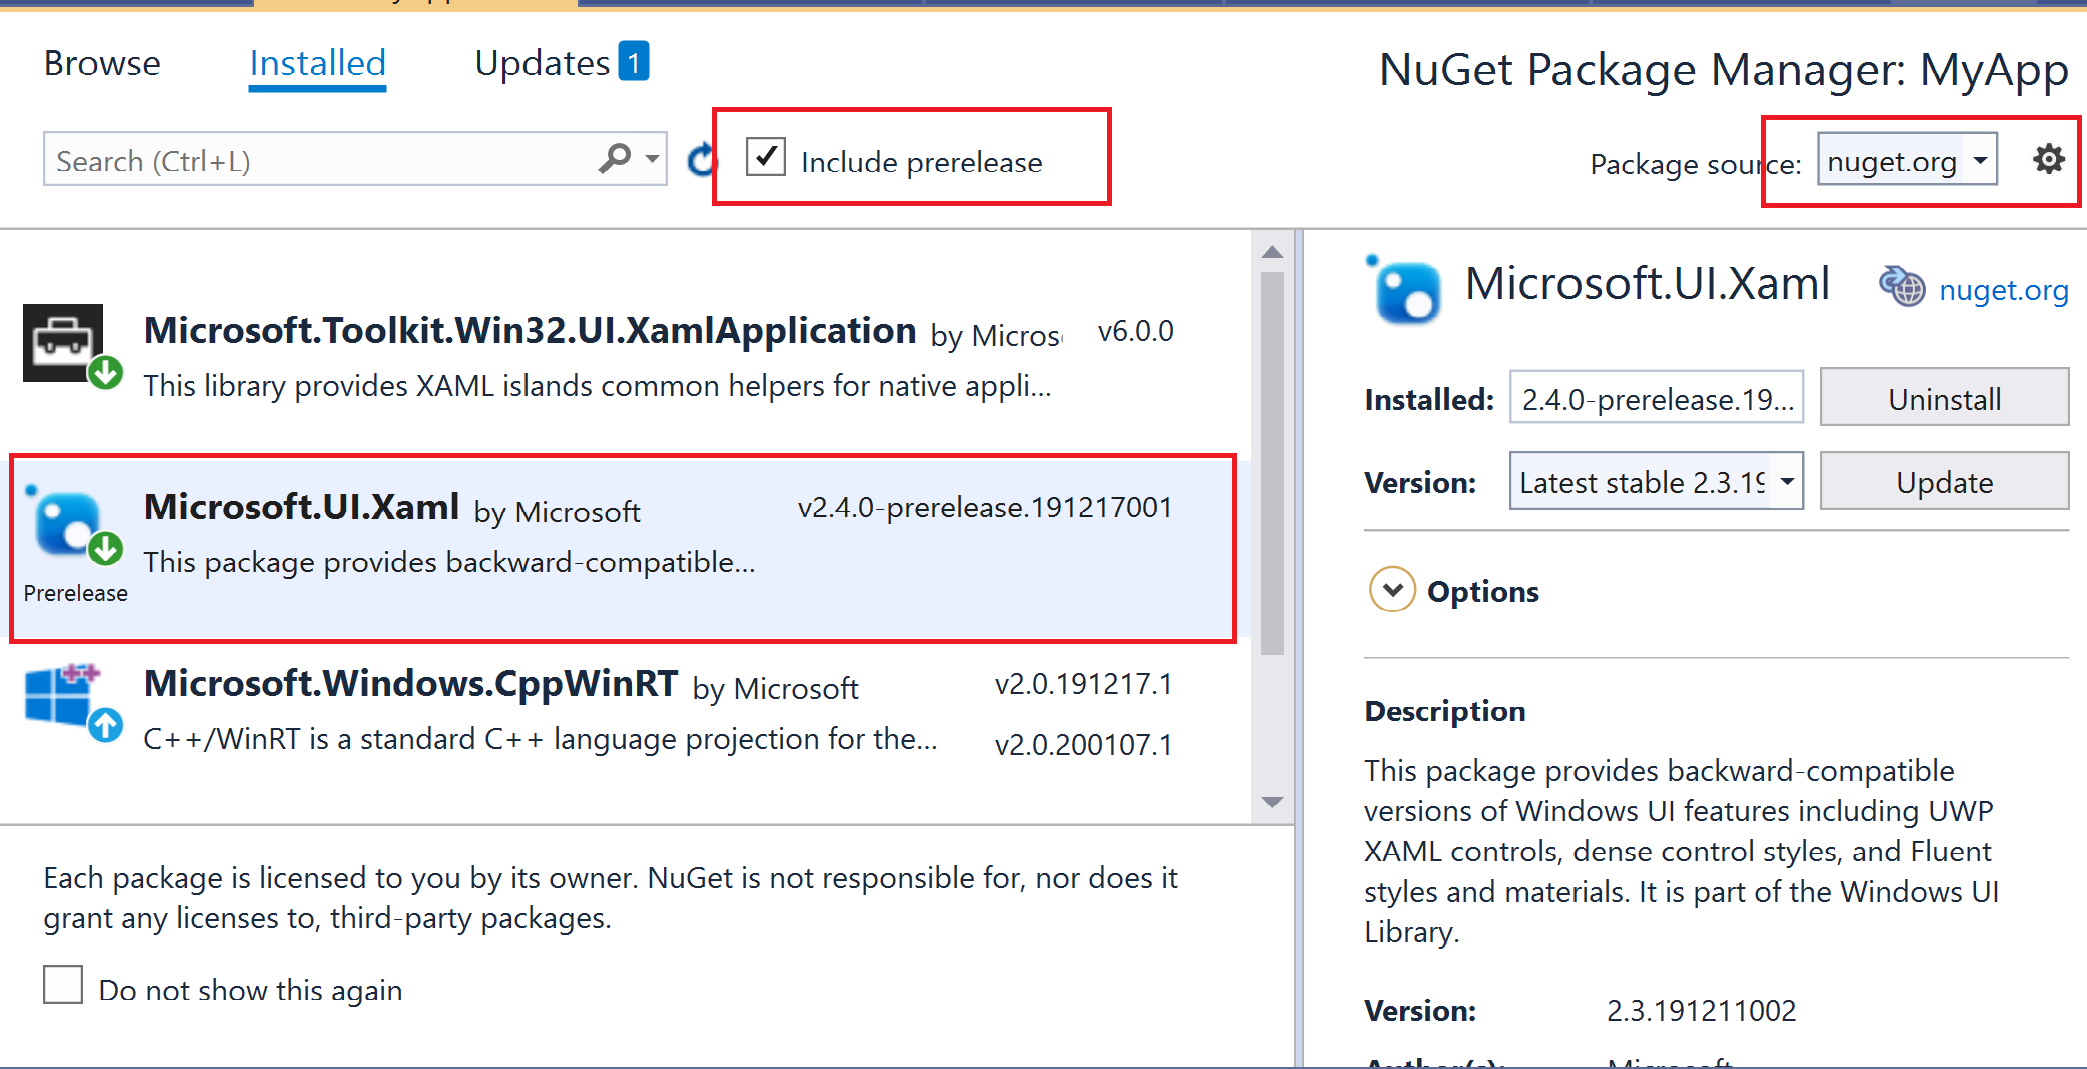 Browse Installed Updates 1
NuGet Package Manager: MyApp
Search (Ctrl+L)
Include prerelease
Package source: nuget.org
Microsoft.Toolkit.Win32.UI.XamlApplication by Micros v6.0.0
This library provides XAML islands common helpers for native appli...
Microsoft.UI.Xaml by Microsoft v2.4.0-prerelease.191217001
This package provides backward-compatible...
Prerelease
Microsoft.Windows.CppWinRT by Microsoft v2.0.191217.1
C++/WinRT is a standard C++ language projection for the... v2.0.200107.1
Each package is licensed to you by its owner. NuGet is not responsible for, nor does it
grant any licenses to, third-party packages.
Do not show this again
Microsoft.UI.Xaml nuget.org
Installed: 2.4.0-prerelease.19... Uninstall
Version: Latest stable 2.3.19 Update
Options
Description
This package provides backward-compatible
versions of Windows UI features including UWP
XAML controls, dense control styles, and Fluent
styles and materials. It is part of the Windows UI
Library.
Version: 2.3.191211002
Author(s): Microsoft